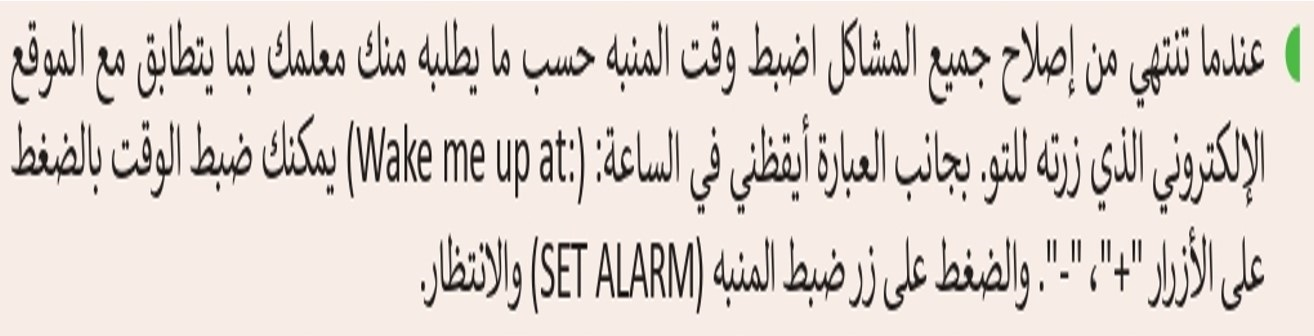 عندما تنتهي من إصلاح جميع المشاكل اضبط وقت المنبه حسب ما يطلبه منك معلمك بما يتطابق مع الموقع
الإلكتروني الذي زرته للتو. بجانب العبارة أيقظني في الساعة: (Wake me up at:) يمكنك ضبط الوقت بالضغط
على الأزرار "+"، "-". والضغط على زر ضبط المنبه (SET ALARM) والانتظار.